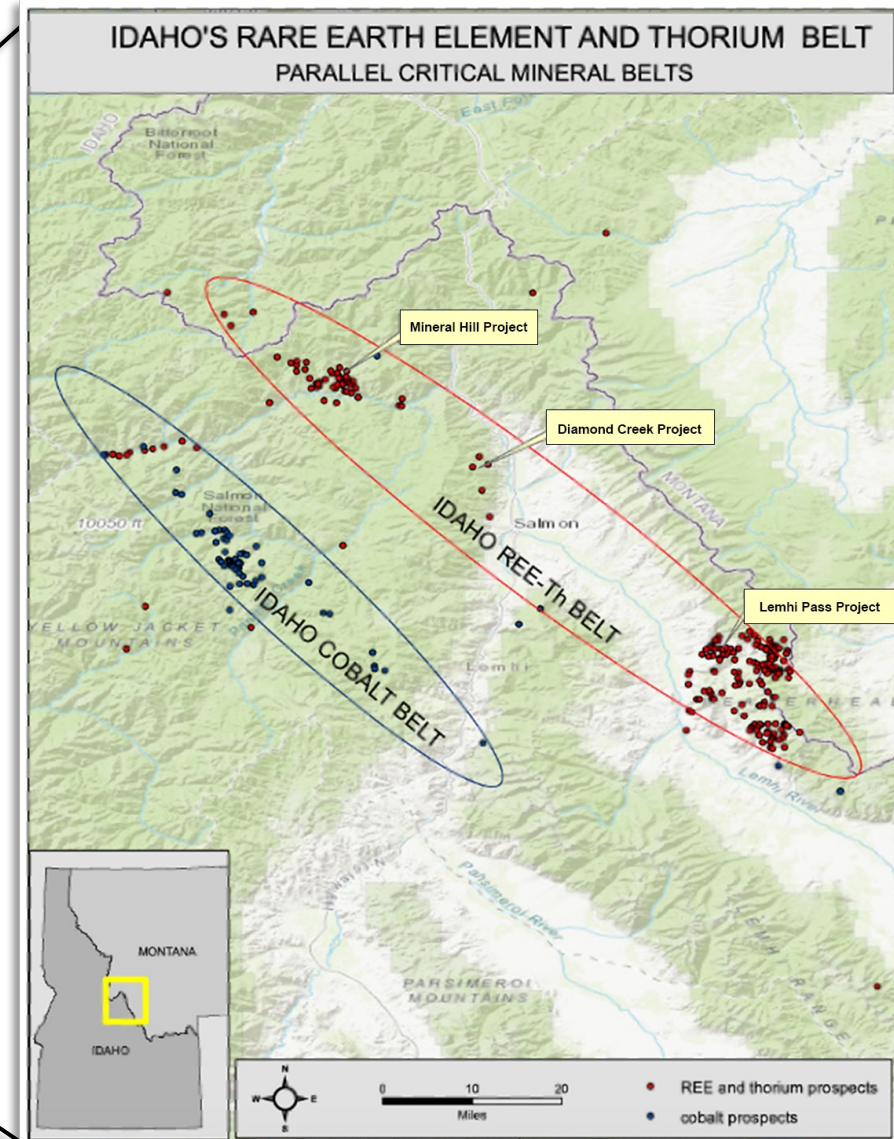 IDAHO'S RARE EARTH ELEMENT AND THORIUM BELT
PARALLEL CRITICAL MINERAL BELTS
East Fo
IDAHO
Bitterroot
National
Forest
Mineral Hill Project
Diamond Creek Project
MONTANA
Salmon
National
Forest
10050 ft
Salmon
IDAHO REE-Th BELT
Lemhi Pass Project
IDAHO COBALT BELT
YELLOW JACKET
MOUNTAINS
Lemhi
Lemhi River
Pahsimeroi River
PAHSIMEROI
MOUNTAINS
LEMHI RANGE
MONTANA
IDAHO
N
W E
S
0 10 20
Miles
REE and thorium prospects
cobalt prospects